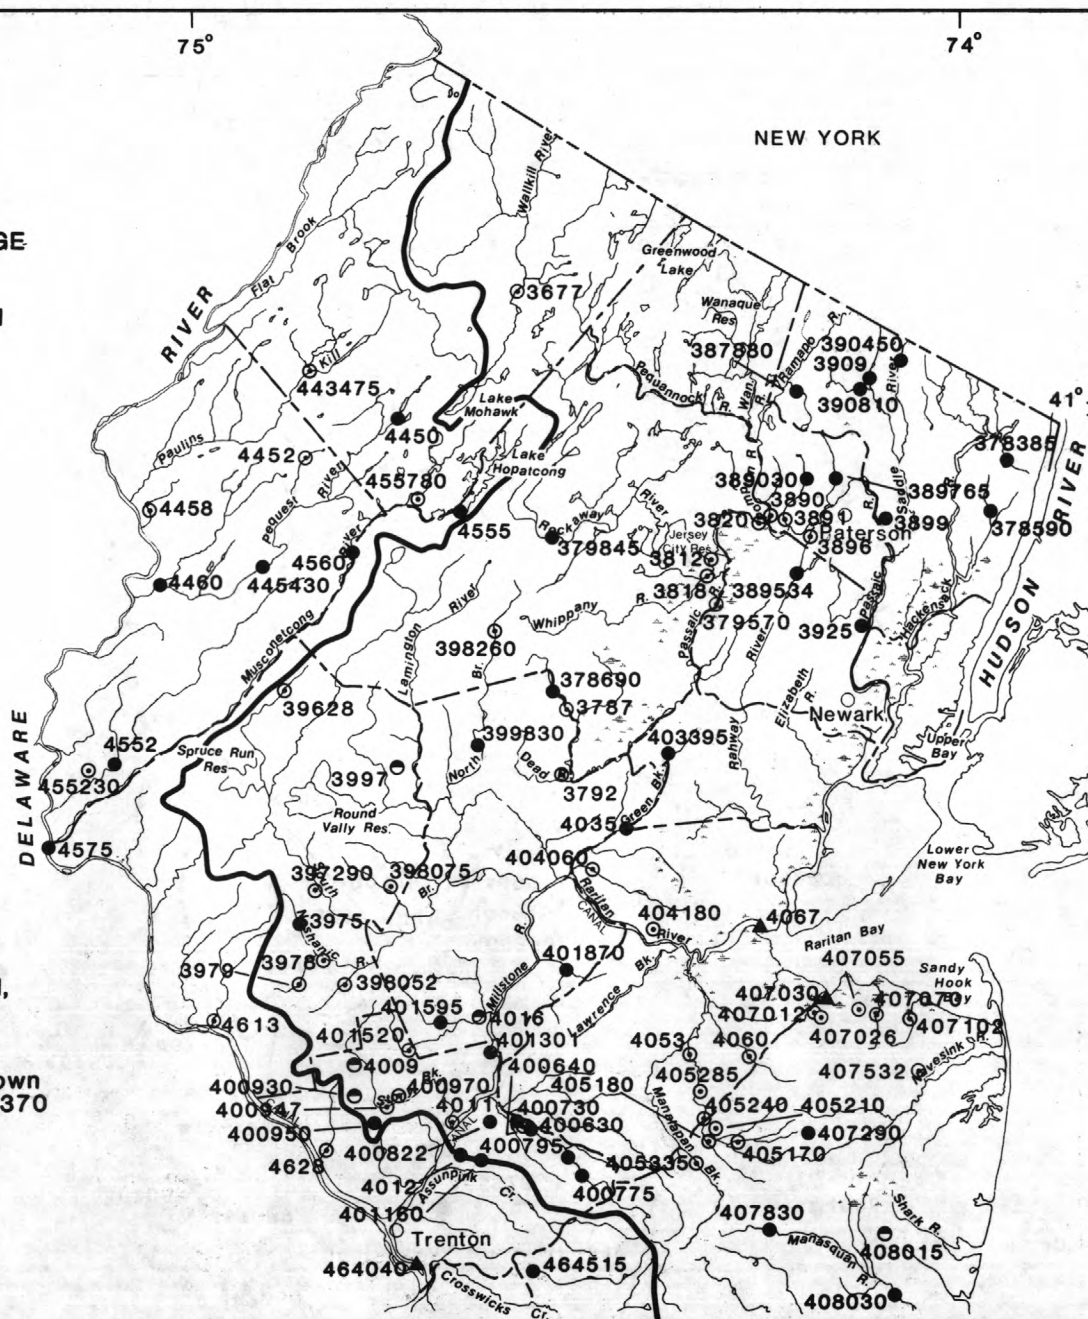 75°
74°
NEW YORK
GE
RIVER
Flat Brook
Wallkill River
Greenwood
Lake
3677
Wanaque
Res
387880
390450
3909
390810
Ramapo R.
River
Kill
443475
Pequannock R.
Wan. R.
Lake
Mohawk
41°
4450
Paulins
4452
Lake
Hopatcong
378385
RIVER
455780
River
Pequest
389030
3890
389765
Saddle
4458
4555
Rockaway
River
3820
3891
3899
378590
Paterson
Jersey
City Res
3896
379845
4560
River
3812
4460
445430
3818
389534
379570
Whippany R.
River
Passaic R.
Passaic
Hackensack
3925
HUDSON
Musconetcong
Lamington
398260
Br.
River
Elizabeth
R.
378690
3787
39628
Newark
399830
403395
Rahway
4552
Spruce Run
Res
North
Dead R.
Upper
Bay
455230
3997
3792
DELAWARE
Round
Vally Res.
Green Bk.
4035
4575
404060
Lower
New York
Bay
397290
398075
Br.
Raritan
CANAL
River
404180
4067
3975
Raritan Bay
3978
R.
R.
401870
407055
3979
398052
Millstone
Bk.
Sandy
Hook
Bay
407030
407070
401595
Lawrence
407012
4613
4016
407102
401520
407026
401301
4053
4060
4009
400640
407532
Navesink R.
own
370
400930
400970
405180
405285
Bk.
400947
4011
400730
405240
405210
400950
CANAL
400630
Manalapan Bk.
407290
400822
400795
4628
405335
405170
4012
Assunpink Cr.
400775
401160
407830
Shark R.
Trenton
Manasquan R.
408015
464040
464515
Crosswicks Cr.
408030